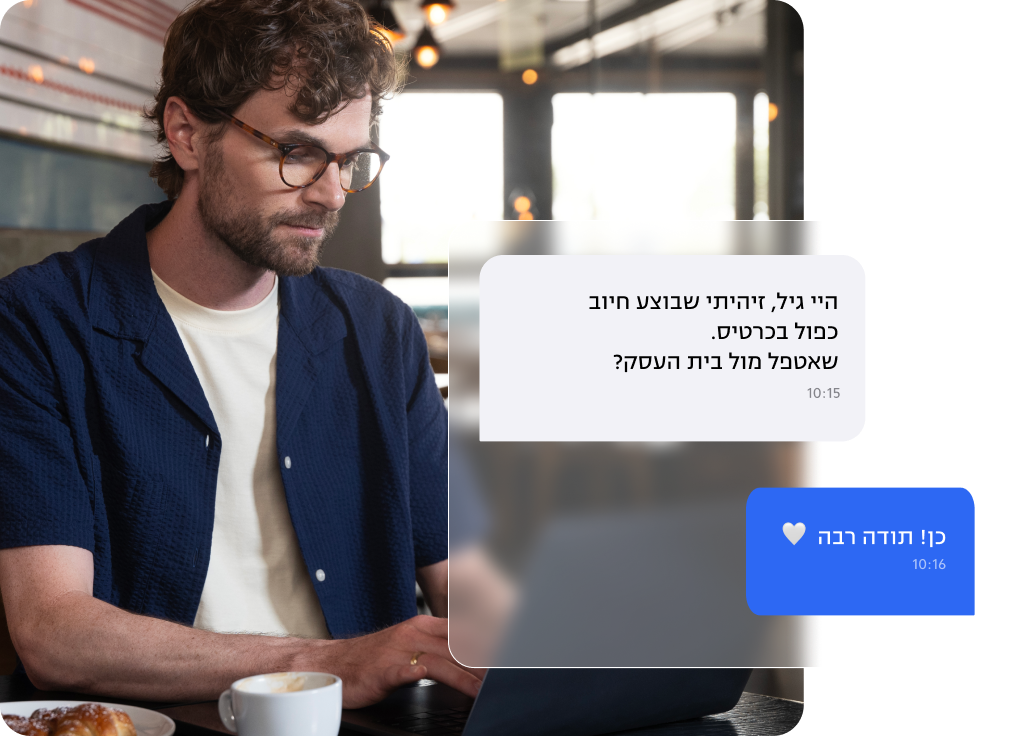 היי גיל, זיהיתי שבוצע חיוב
כפול בכרטיס.
שאטפל מול בית העסק?
10:15
כן! תודה רבה 🤍
10:16